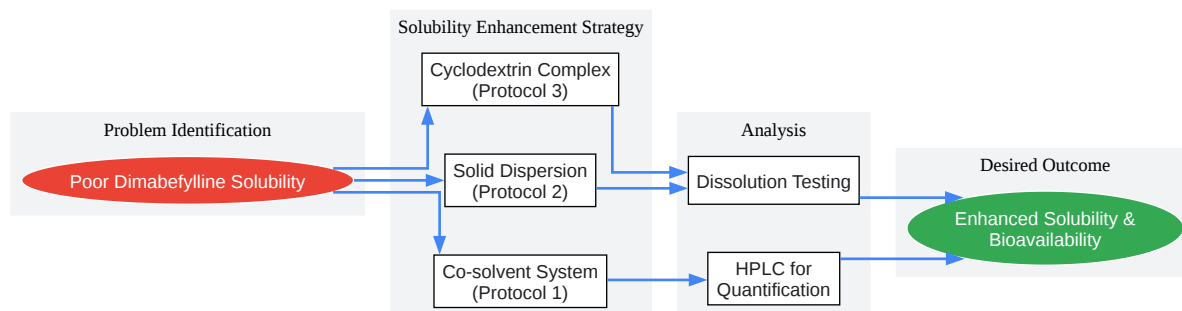 Problem Identification
Poor Dimabefylline Solubility
Solubility Enhancement Strategy
Cyclodextrin Complex
(Protocol 3)
Solid Dispersion
(Protocol 2)
Co-solvent System
(Protocol 1)
Analysis
Dissolution Testing
HPLC for
Quantification
Desired Outcome
Enhanced Solubility &
Bioavailability